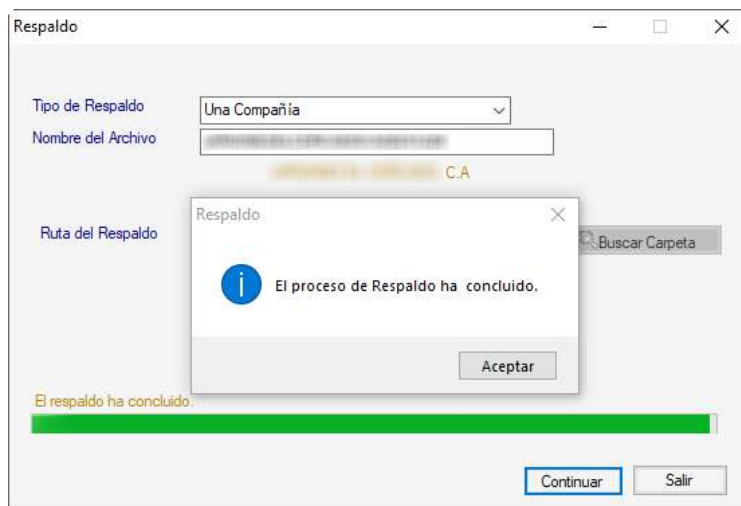 Respaldo
Tipo de Respaldo
Una Compañía
Nombre del Archivo
C.A
Respaldo
Ruta del Respaldo
Buscar Carpeta
El proceso de Respaldo ha concluido.
Aceptar
El respaldo ha concluido.
Continuar
Salir